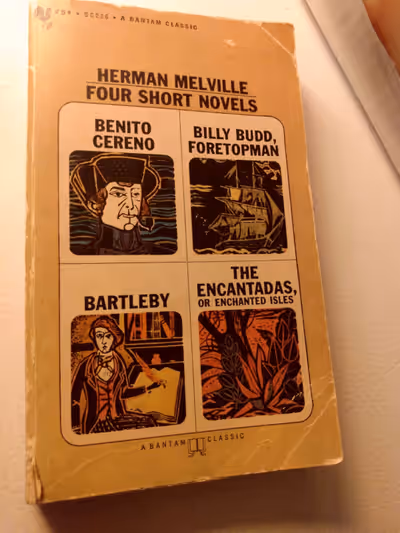 A BANTAM CLASSIC
HERMAN MELVILLE
FOUR SHORT NOVELS
BENITO
CERENO
BILLY BUDD,
FORETOPMAN
BARTLEBY
THE
ENCANTADAS,
OR ENCHANTED ISLES
A BANTAM CLASSIC